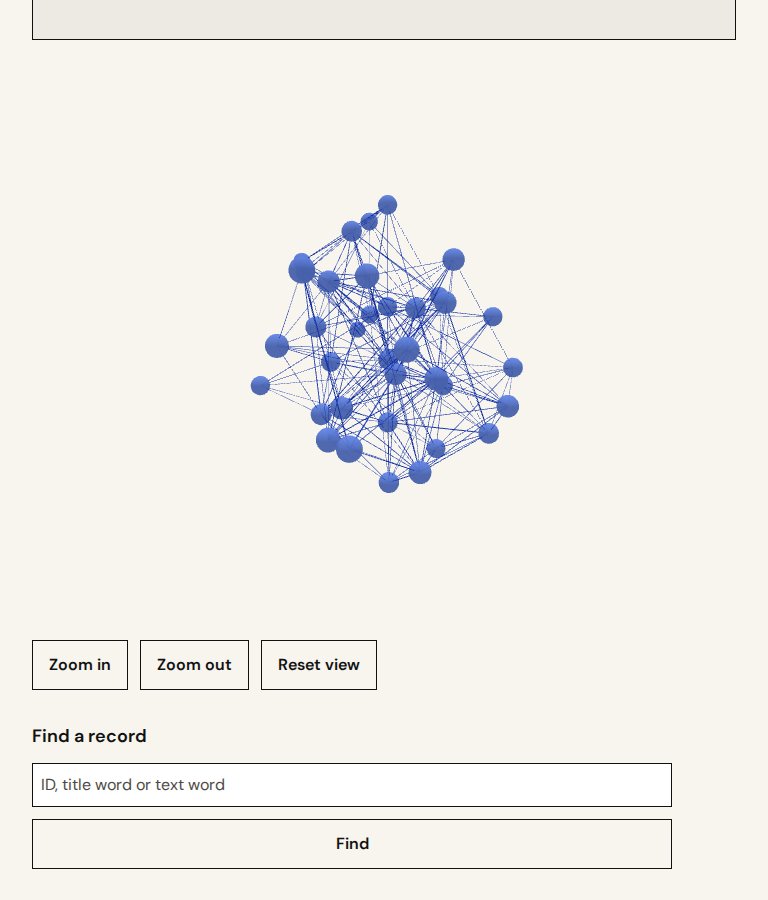 Zoom in
Zoom out
Reset view
Find a record
ID, title word or text word
Find